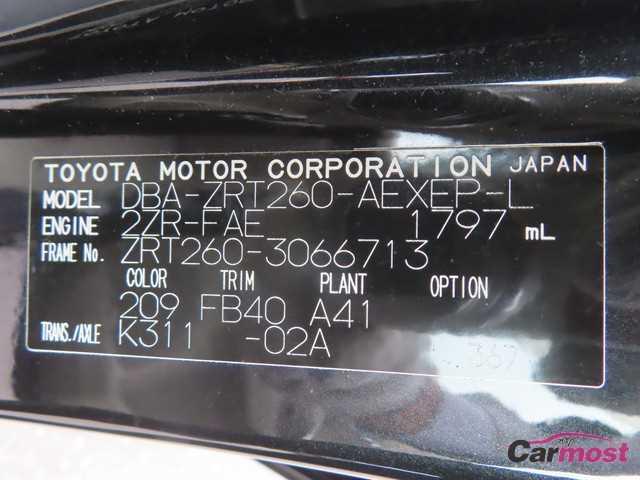 TOYOTA MOTOR CORPORATION JAPAN
MODEL DBA-ZRT260-AEXEP-L
ENGINE 2ZR-FAE 1797 mL
FRAME No. ZRT260-3066713
COLOR TRIM PLANT OPTION
209 FB40 A41
TRANS./AXLE K311 -02A
Carmost